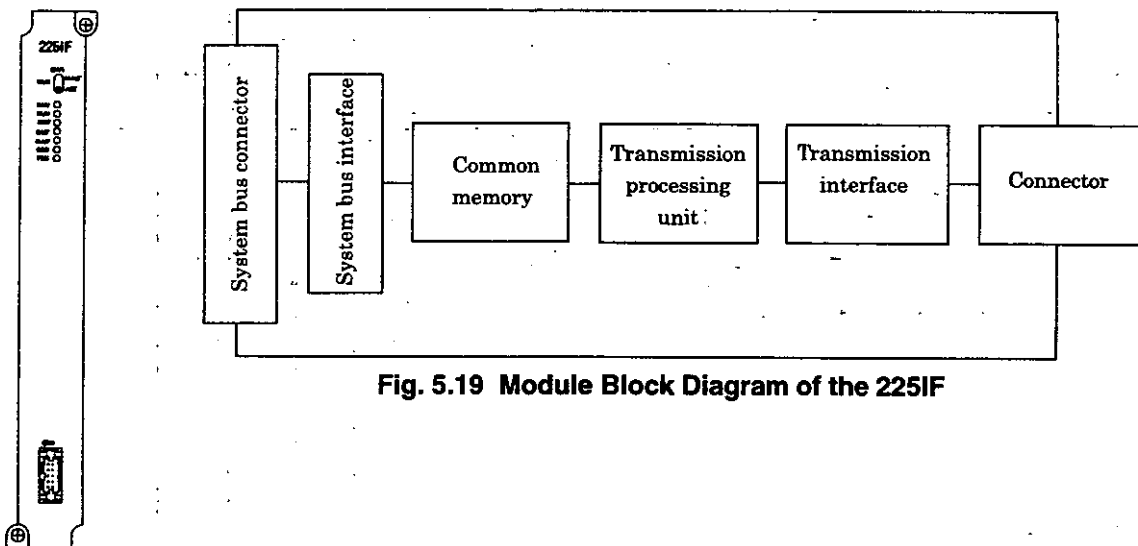 225IF
System bus connector
System bus interface
Common
memory
Transmission
processing
unit
Transmission
interface
Connector
Fig. 5.19 Module Block Diagram of the 225IF